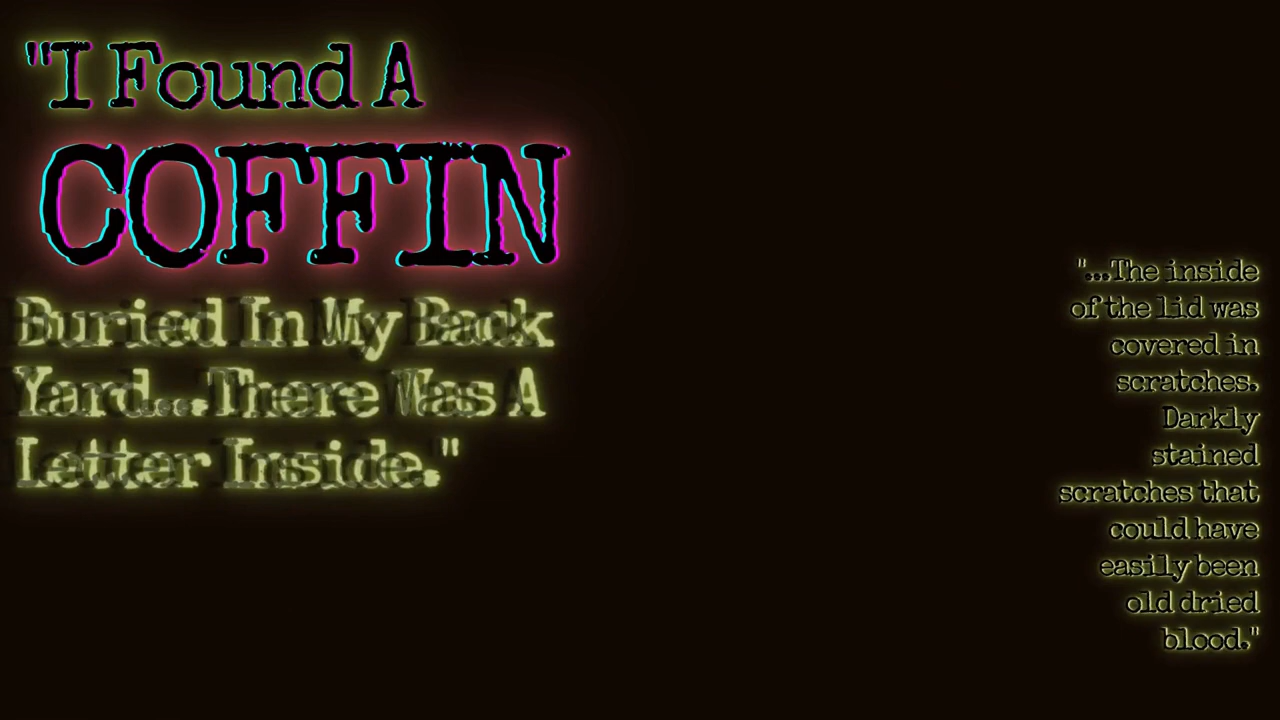 "I Found A
COFFIN
Buried In My Back
Yard...There Was A
Letter Inside."
"...The inside
of the lid was
covered in
scratches.
Darkly
stained
scratches that
could have
easily been
old dried
blood."